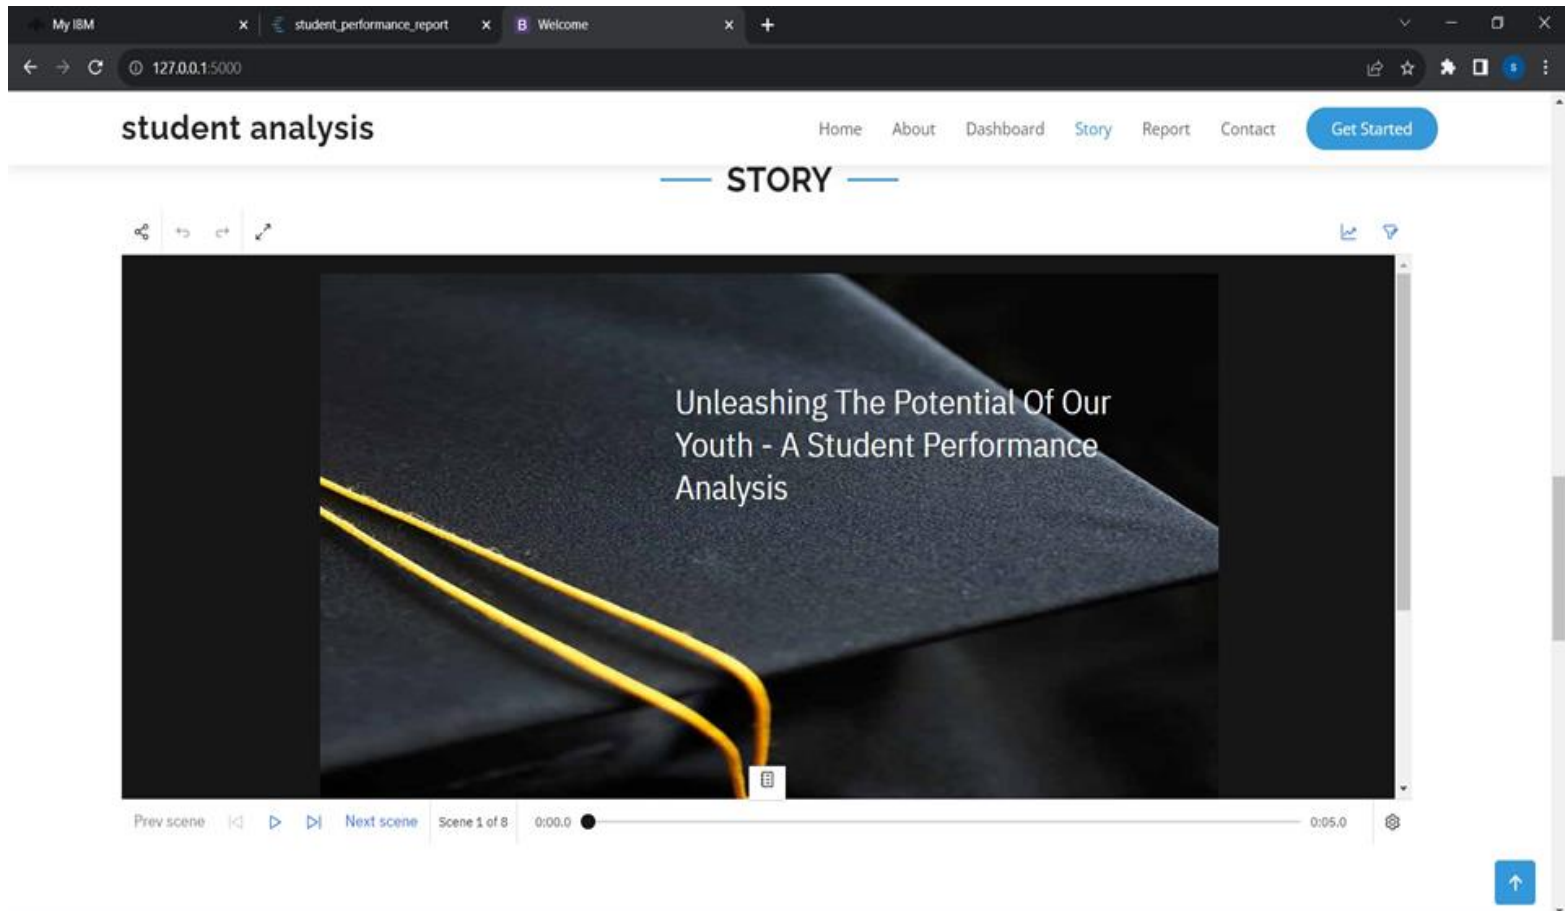 My IBM
student_performance_report
B Welcome
127.0.0.1:5000
s
student analysis
Home About Dashboard Story Report Contact Get Started
STORY
Unleashing The Potential Of Our
Youth - A Student Performance
Analysis
Prev scene Next scene Scene 1 of 8 0:00.0 0:05.0